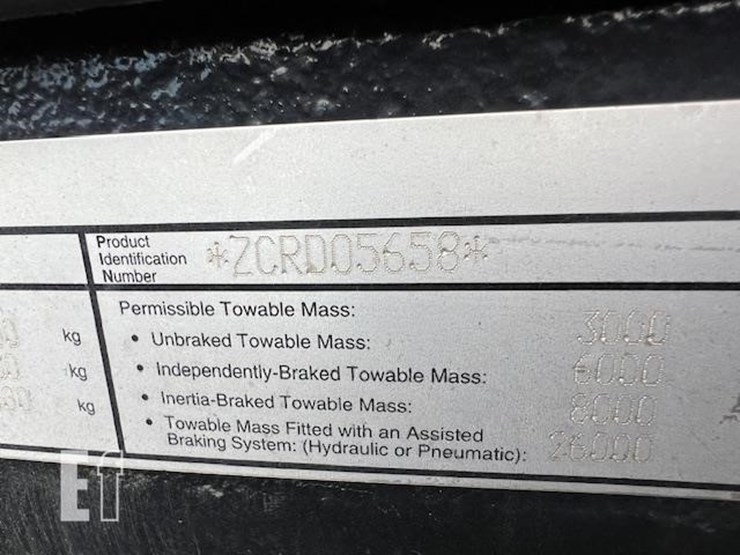 Product
Identification
Number
*ZCRD05658*
kg
kg
kg
Permissible Towable Mass:
• Unbraked Towable Mass: 3000
• Independently-Braked Towable Mass: 6000
• Inertia-Braked Towable Mass: 8000
• Towable Mass Fitted with an Assisted
Braking System: (Hydraulic or Pneumatic): 26000